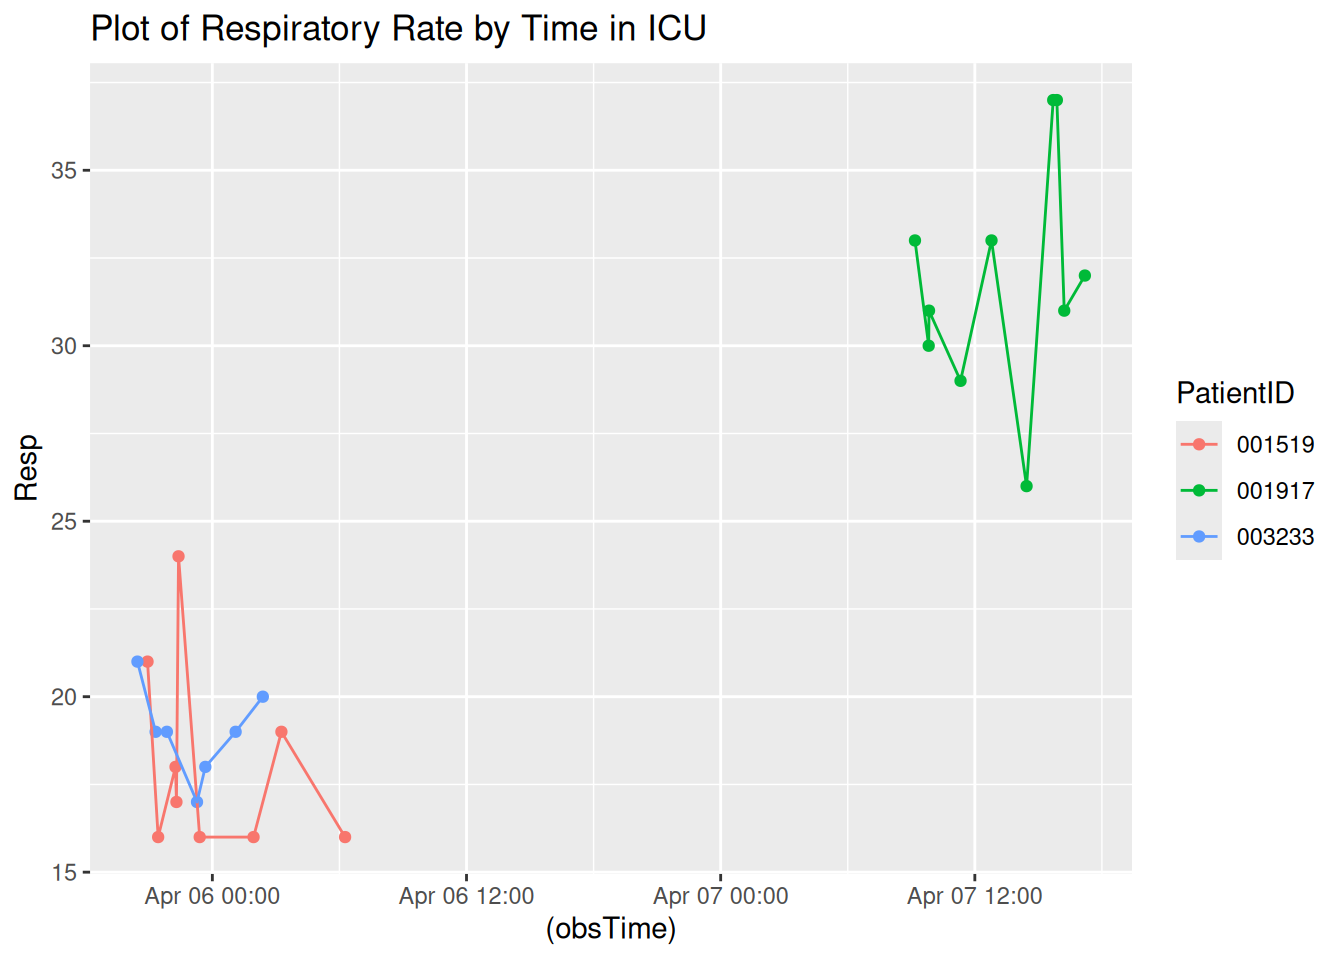 Plot of Respiratory Rate by Time in ICU
Resp
35
30
25
20
15
Apr 06 00:00
Apr 06 12:00
Apr 07 00:00
Apr 07 12:00
(obsTime)
PatientID
001519
001917
003233